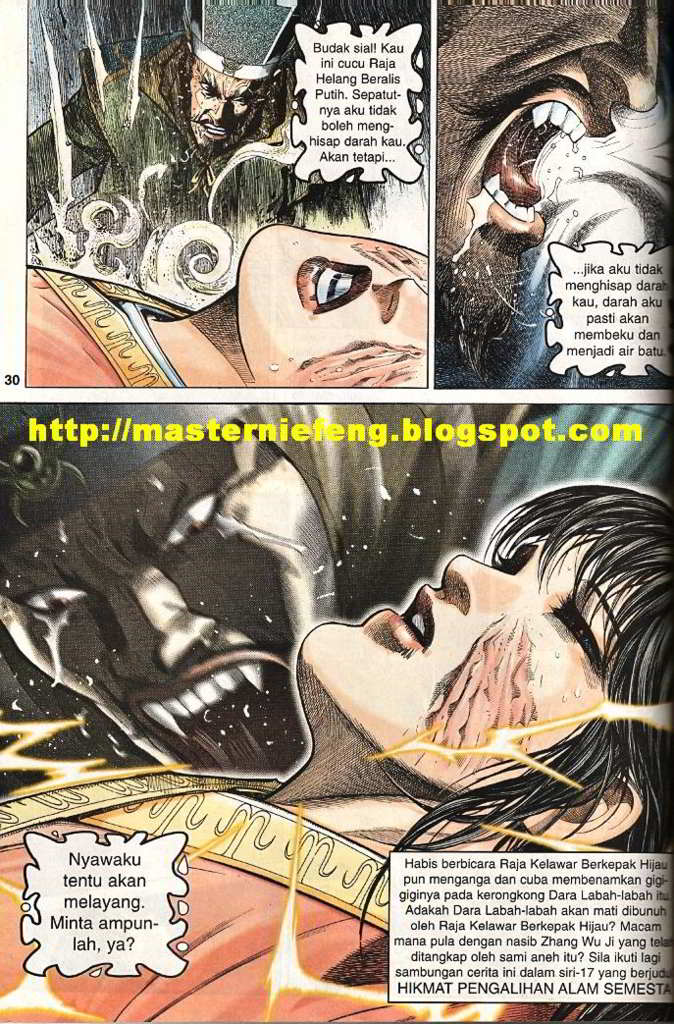 Budak sial! Kau
ini cucu Raja
Helang Beralis
Putih. Sepatut-
nya aku tidak
boleh meng-
hisap darah kau.
Akan tetapi...
...jika aku tidak
menghisap darah
kau, darah aku
pasti akan
membeku dan
menjadi air batu.
30
http://masterniefeng.blogspot.com
Nyawaku
tentu akan
melayang.
Minta ampun-
lah, ya?
Habis berbicara Raja Kelawar Berkepak Hijau
pun menganga dan cuba membenamkan gigi-
giginya pada kerongkong Dara Labah-labah itu.
Adakah Dara Labah-labah akan mati dibunuh
oleh Raja Kelawar Berkepak Hijau? Macam
mana pula dengan nasib Zhang Wu Ji yang telah
ditangkap oleh sami aneh itu? Sila ikuti lagi
sambungan cerita ini dalam siri-17 yang berjudul
HIKMAT PENGALIHAN ALAM SEMESTA